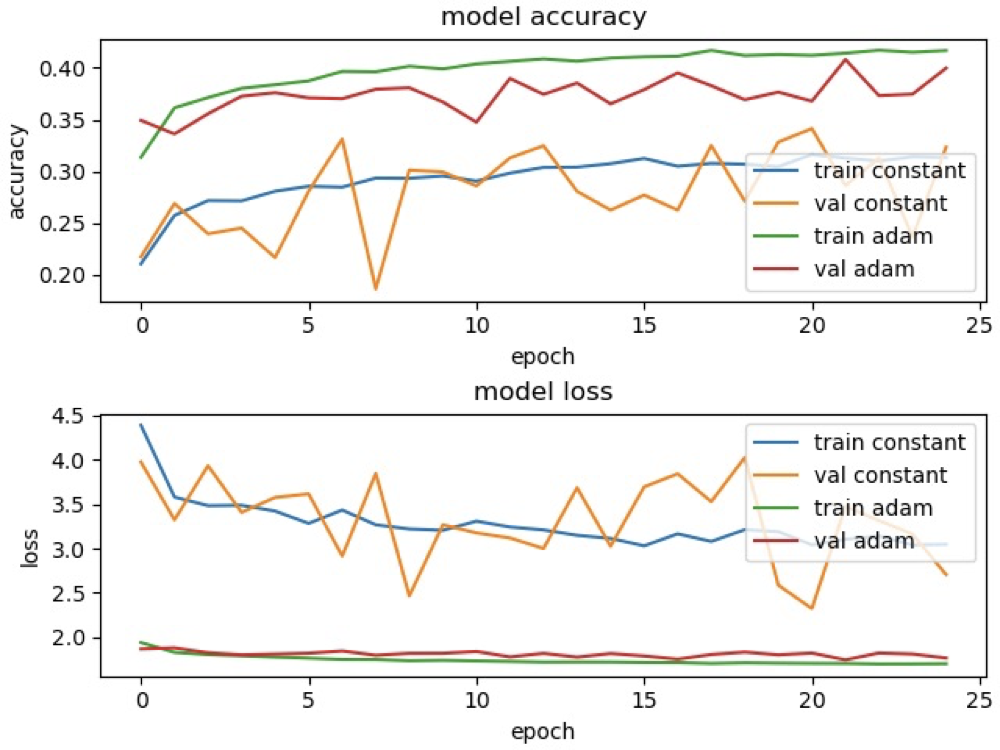 model accuracy
0.40
0.35
0.30
0.25
0.20
accuracy
train constant
val constant
train adam
val adam
0 5 10 15 20 25
epoch
model loss
4.5
4.0
3.5
3.0
2.5
2.0
loss
train constant
val constant
train adam
val adam
0 5 10 15 20 25
epoch